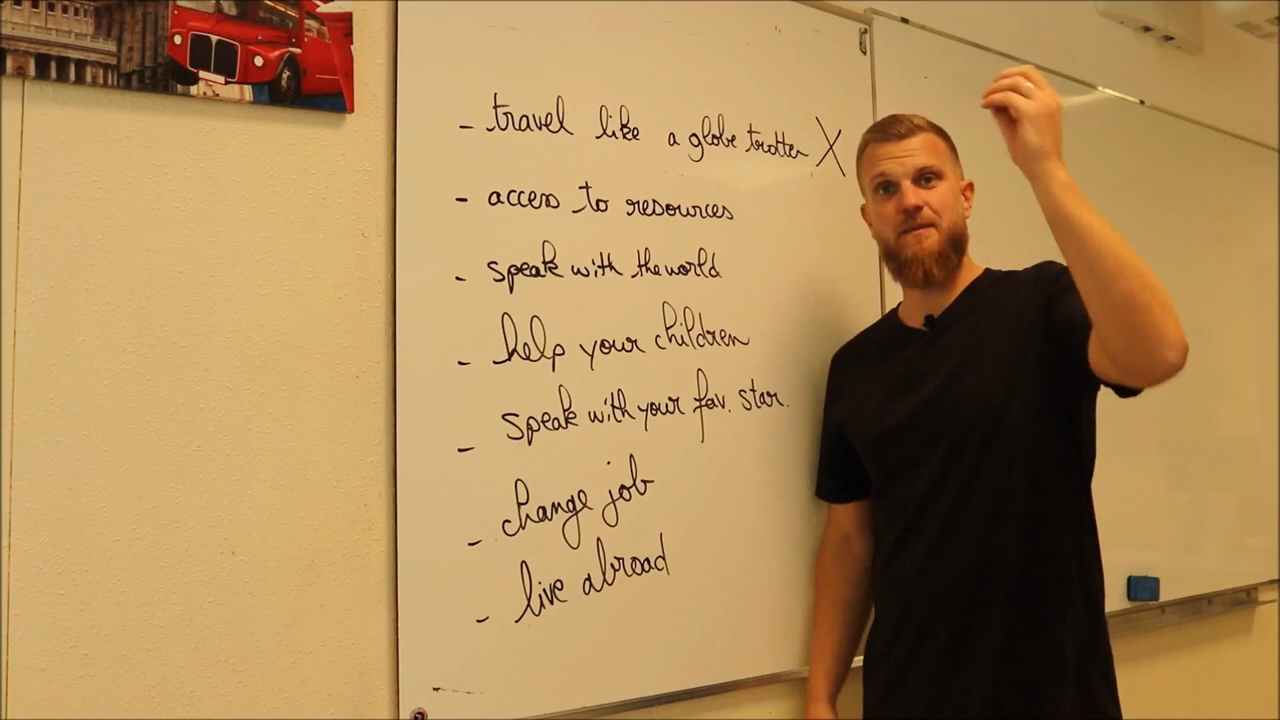 - travel like a globe trotter X
- access to resources
- speak with the world
- help your children
- speak with your fav. star.
- change job
- live abroad